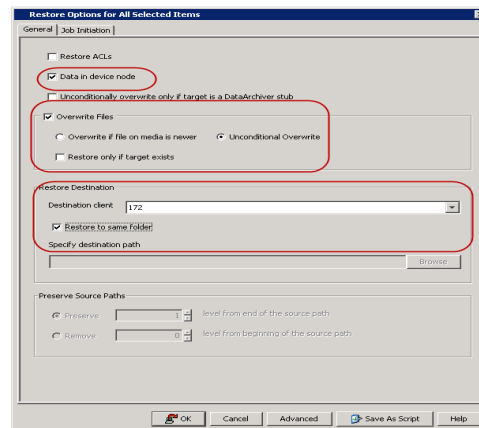 Restore Options for All Selected Items
General Job Initiation
Restore ACLs
Data in device node
Unconditionally overwrite only if target is a DataArchiver stub
Overwrite Files
Overwrite if file on media is newer Unconditional Overwrite
Restore only if target exists
Restore Destination
Destination client 172
Restore to same folder
Specify destination path
Browse
Preserve Source Paths
Preserve 1 level from end of the source path
Remove 0 level from beginning of the source path
OK Cancel Advanced Save As Script Help